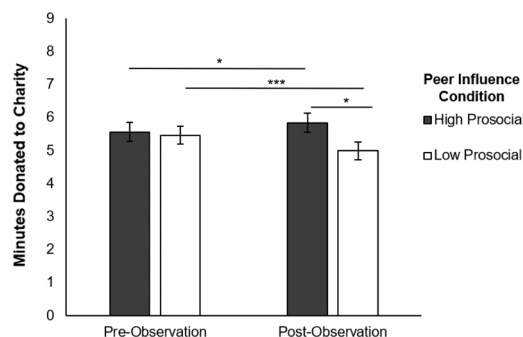 9
8
7
6
5
4
3
2
1
0
Minutes Donated to Charity
*
***
*
Pre-Observation
Post-Observation
Peer Influence
Condition
High Prosocial
Low Prosocial